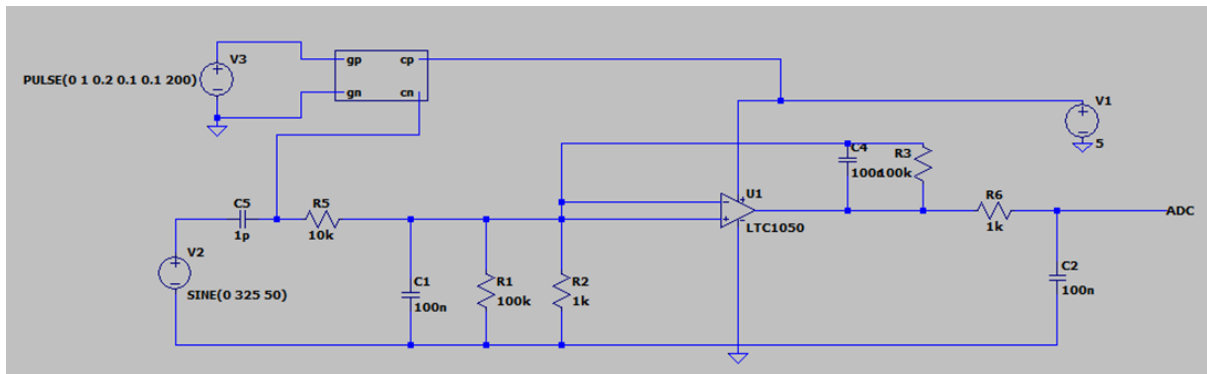 V3
PULSE(0 1 0.2 0.1 0.1 200)
gp
cp
gn
cn
V1
5
C5
1p
R5
10k
V2
SINE(0 325 50)
C1
100n
R1
100k
R2
1k
U1
LTC1050
C4
100n
R3
100k
R6
1k
ADC
C2
100n